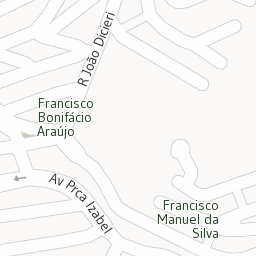 R João Dicieri
Francisco
Bonifácio
Araújo
Av Prca Izabel
Francisco
Manuel da
Silva